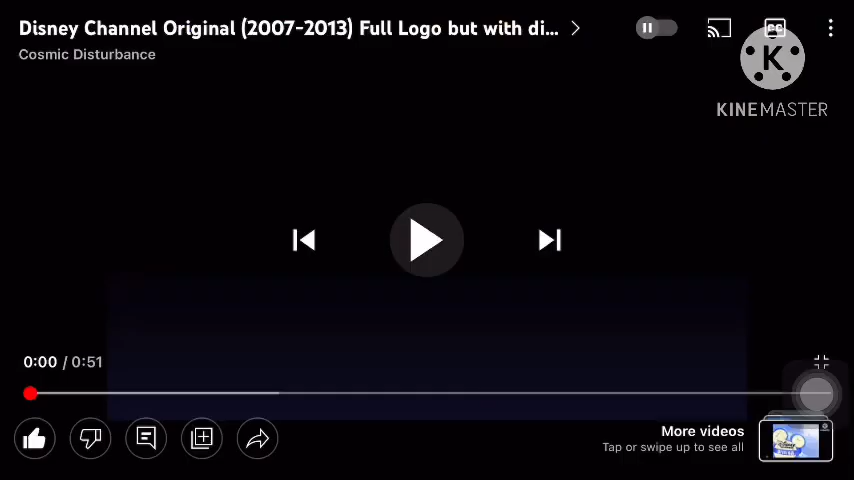 Disney Channel Original (2007-2013) Full Logo but with di...
Cosmic Disturbance
CC
K
KINEMASTER
0:00 / 0:51
More videos
Tap or swipe up to see all